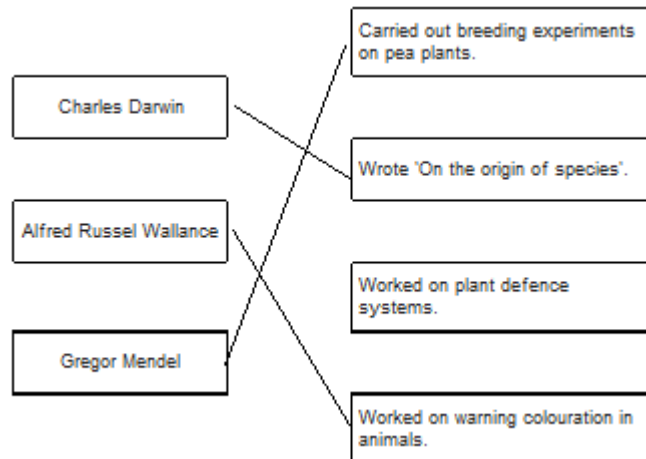 Carried out breeding experiments
on pea plants.
Charles Darwin
Wrote 'On the origin of species'.
Alfred Russel Wallance
Worked on plant defence
systems.
Gregor Mendel
Worked on warning colouration in
animals.